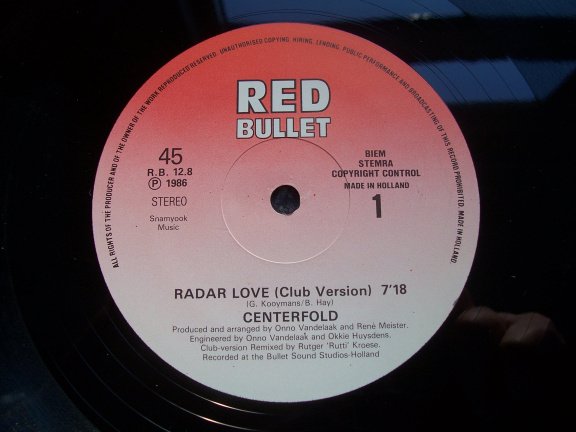 ALL RIGHTS OF THE PRODUCER AND OF THE OWNER OF THE WORK REPRODUCED RESERVED. UNAUTHORISED COPYING, HIRING, LENDING, PUBLIC PERFORMANCE AND BROADCASTING OF THIS RECORD PROHIBITED. MADE IN HOLLAND
RED
BULLET
45
R.B. 12.8
Ⓟ 1986
STEREO
Snamyook
Music
BIEM
STEMRA
COPYRIGHT CONTROL
MADE IN HOLLAND
1
RADAR LOVE (Club Version) 7'18
(G. Kooymans/B. Hay)
CENTERFOLD
Produced and arranged by Onno Vandelaak and René Meister.
Engineered by Onno Vandelaak and Okkie Huysdens.
Club-version Remixed by Rutger 'Rutti' Kroese.
Recorded at the Bullet Sound Studios-Holland